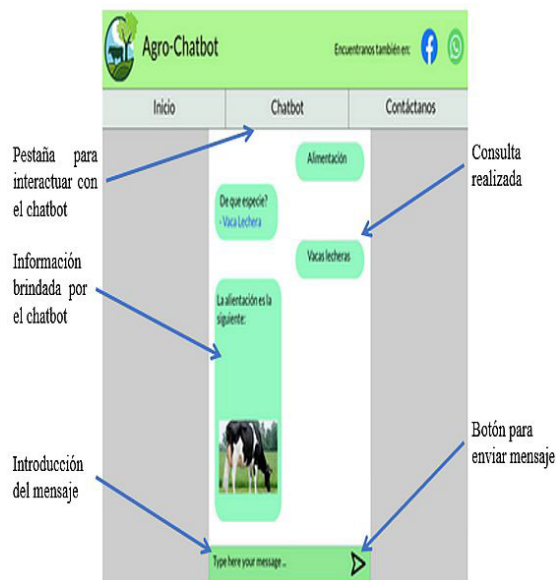 Agro-Chatbot
Encuentranos también en:
Inicio
Chatbot
Contáctanos
Pestaña para
interactuar con
el chatbot
Alimentación
Consulta
realizada
De que especie?
- Vaca Lechera
Vacas lecheras
Información
brindada por
el chatbot
La alientación es la
siguiente:
Introducción
del mensaje
Botón para
enviar mensaje
Type here your message ...